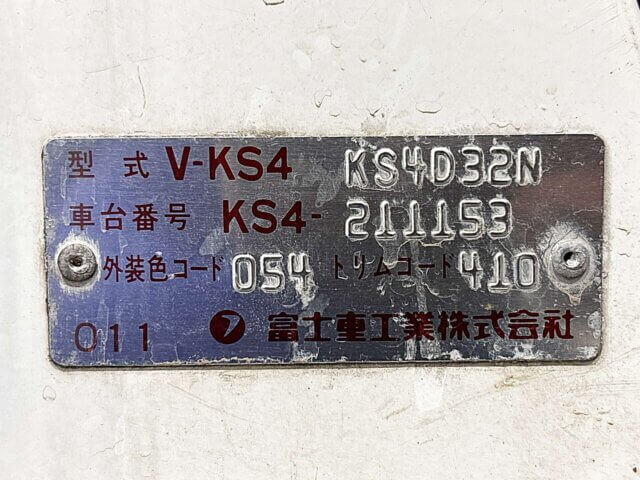 型式 V-KS4 KS4D32N
車台番号 KS4- 211153
外装色コード 054 トリムコード 410
011 フ 富士重工業株式会社